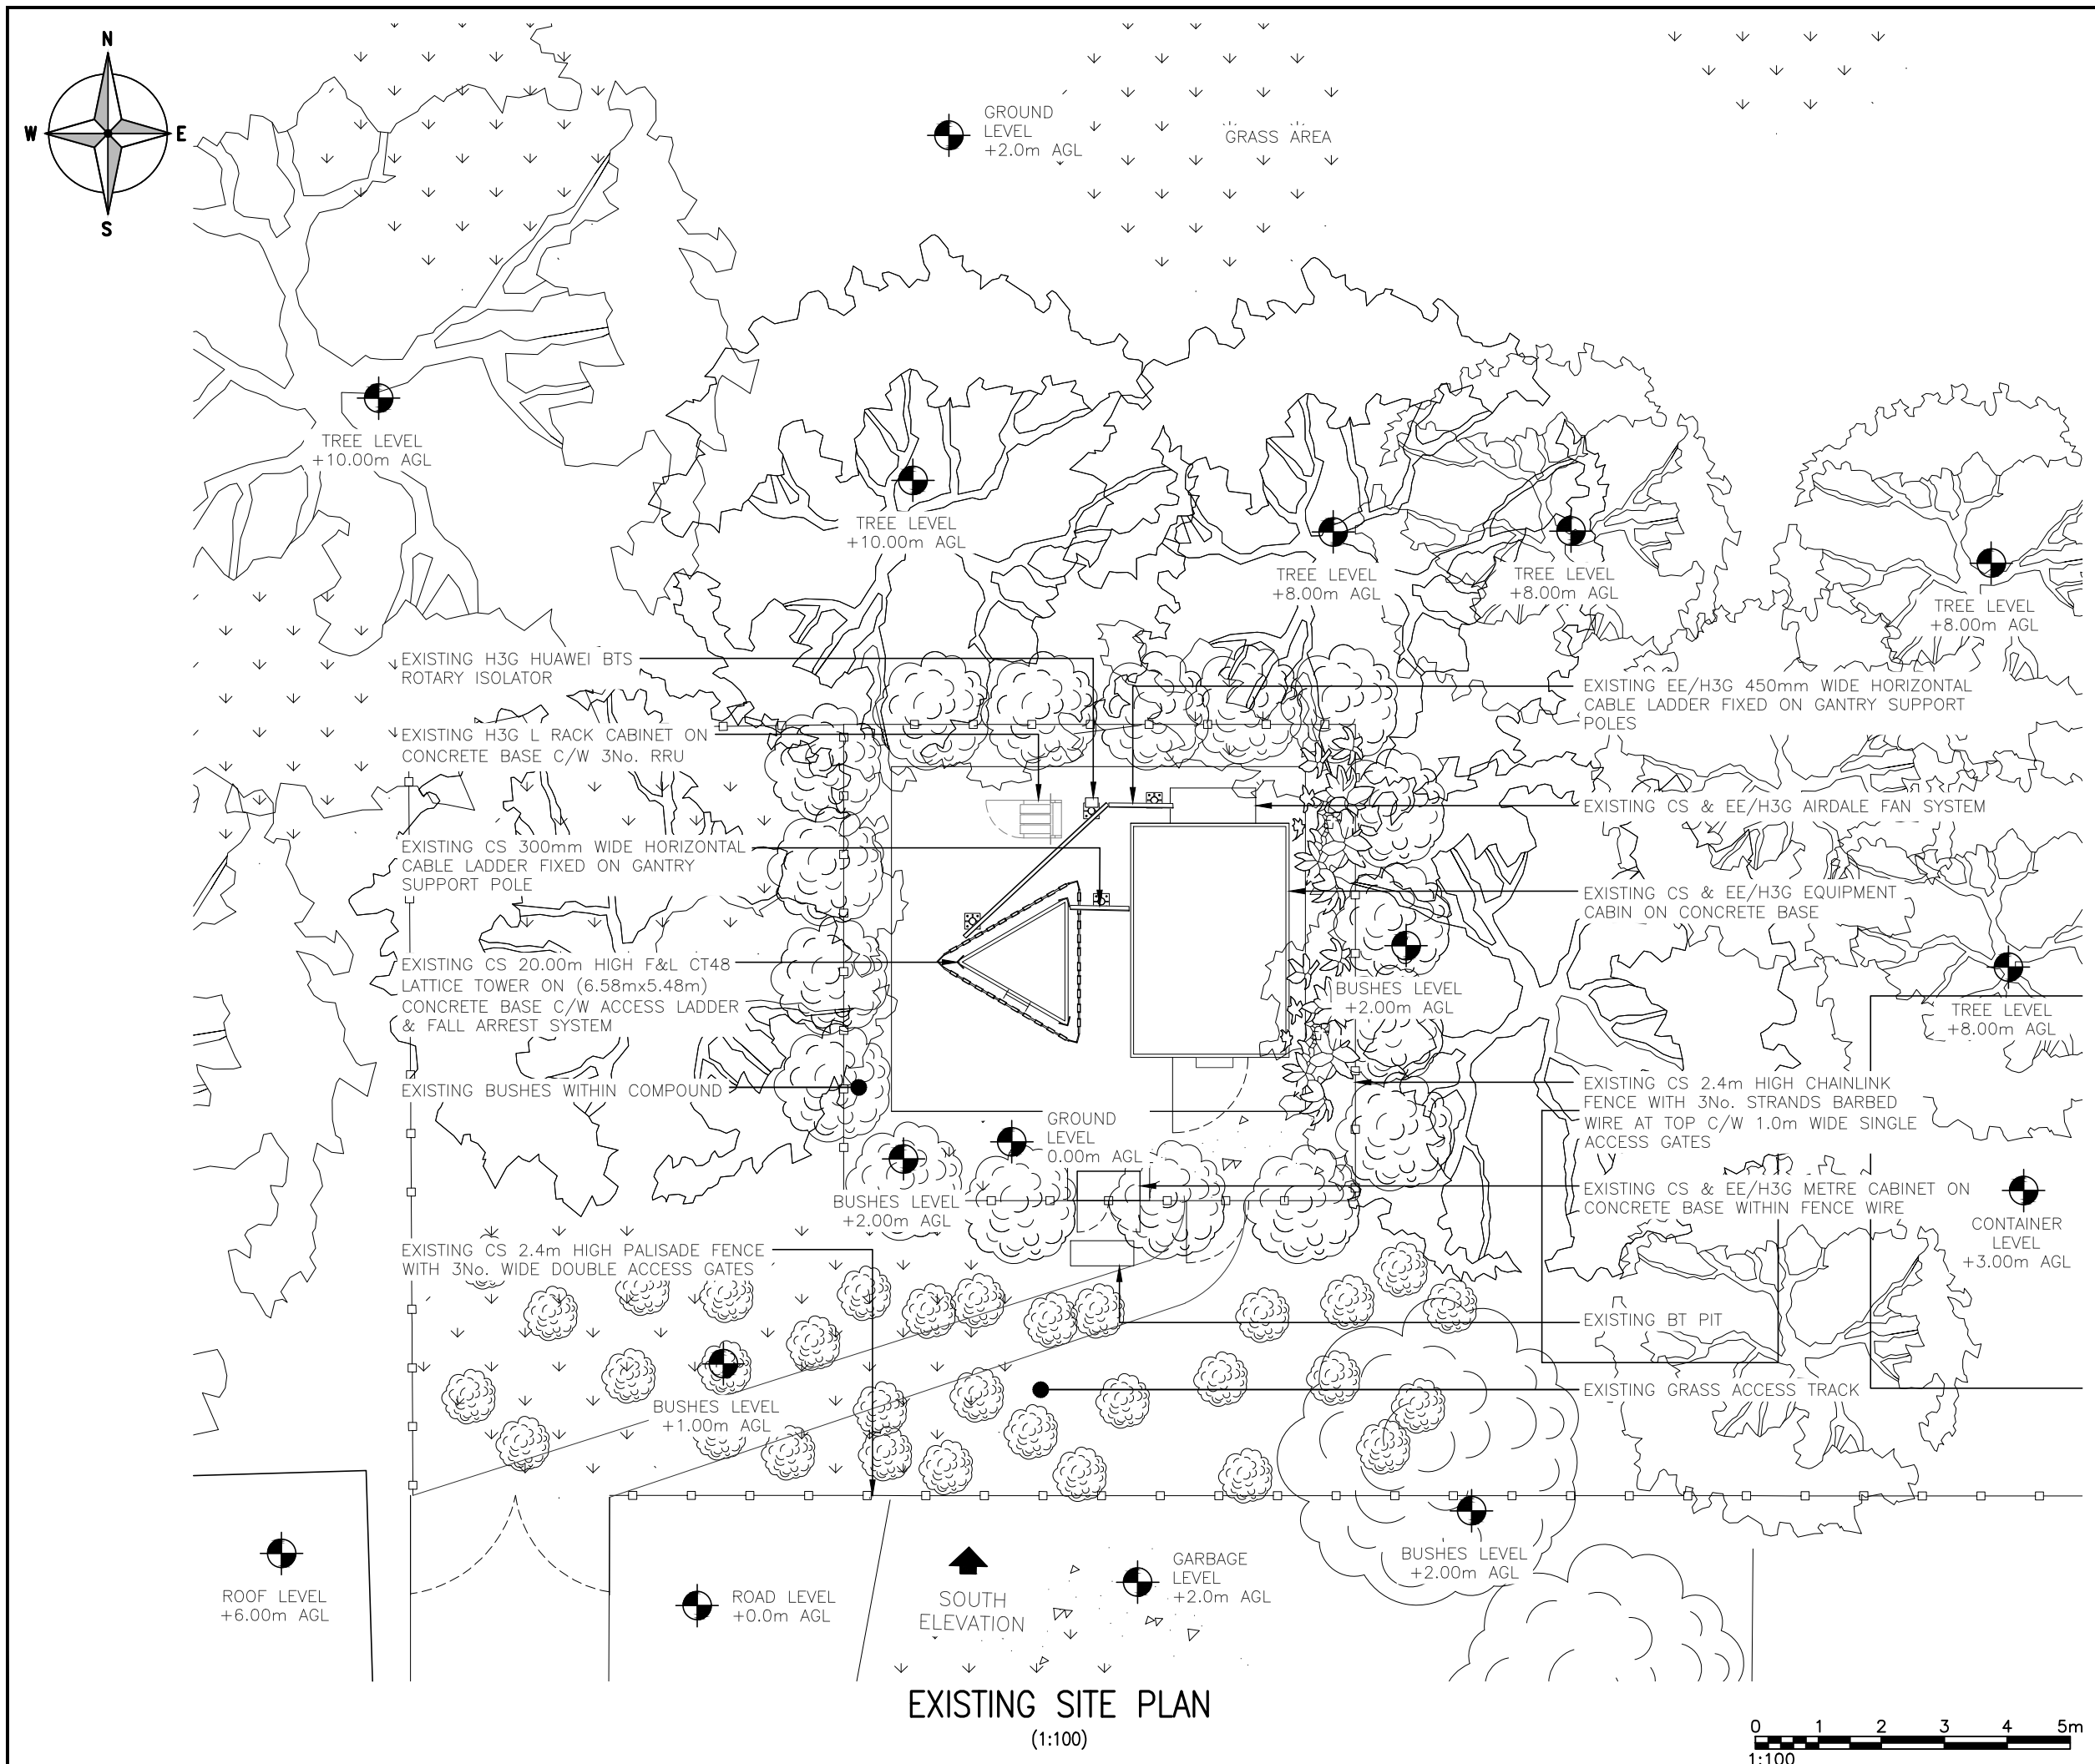 N
W
E
S
GROUND
LEVEL
+2.0m AGL
GRASS AREA
TREE LEVEL
+10.00m AGL
TREE LEVEL
+10.00m AGL
TREE LEVEL
+8.00m AGL
TREE LEVEL
+8.00m AGL
TREE LEVEL
+8.00m AGL
EXISTING H3G HUAWEI BTS
ROTARY ISOLATOR
EXISTING EE/H3G 450mm WIDE HORIZONTAL
CABLE LADDER FIXED ON GANTRY SUPPORT
POLES
EXISTING H3G L RACK CABINET ON
CONCRETE BASE C/W 3No. RRU
EXISTING CS & EE/H3G AIRDALE FAN SYSTEM
EXISTING CS 300mm WIDE HORIZONTAL
CABLE LADDER FIXED ON GANTRY
SUPPORT POLE
EXISTING CS & EE/H3G EQUIPMENT
CABIN ON CONCRETE BASE
EXISTING CS 20.00m HIGH F&L CT48
LATTICE TOWER ON (6.58mx5.48m)
CONCRETE BASE C/W ACCESS LADDER
& FALL ARREST SYSTEM
BUSHES LEVEL
+2.00m AGL
TREE LEVEL
+8.00m AGL
EXISTING BUSHES WITHIN COMPOUND
EXISTING CS 2.4m HIGH CHAINLINK
FENCE WITH 3No. STRANDS BARBED
WIRE AT TOP C/W 1.0m WIDE SINGLE
ACCESS GATES
GROUND
LEVEL
0.00m AGL
BUSHES LEVEL
+2.00m AGL
EXISTING CS & EE/H3G METRE CABINET ON
CONCRETE BASE WITHIN FENCE WIRE
CONTAINER
LEVEL
+3.00m AGL
EXISTING CS 2.4m HIGH PALISADE FENCE
WITH 3No. WIDE DOUBLE ACCESS GATES
EXISTING BT PIT
EXISTING GRASS ACCESS TRACK
BUSHES LEVEL
+1.00m AGL
ROOF LEVEL
+6.00m AGL
ROAD LEVEL
+0.0m AGL
SOUTH
ELEVATION
GARBAGE
LEVEL
+2.0m AGL
BUSHES LEVEL
+2.00m AGL
EXISTING SITE PLAN
(1:100)
0 1 2 3 4 5m
1:100